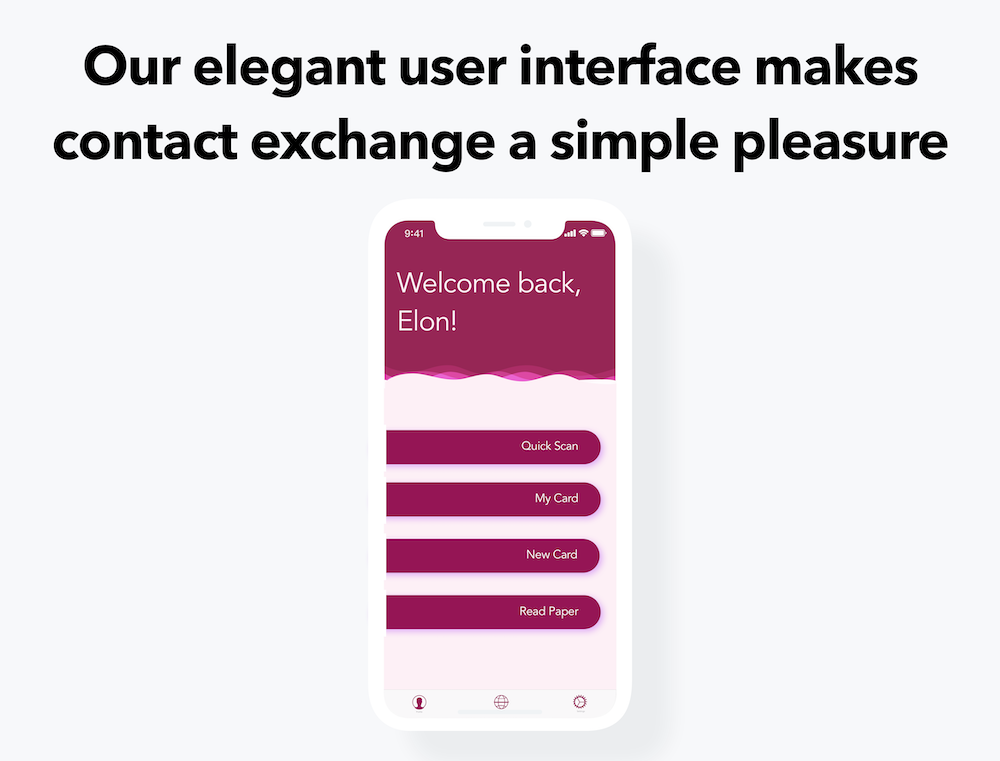 Our elegant user interface makes
contact exchange a simple pleasure
9:41
Welcome back,
Elon!
Quick Scan
My Card
New Card
Read Paper